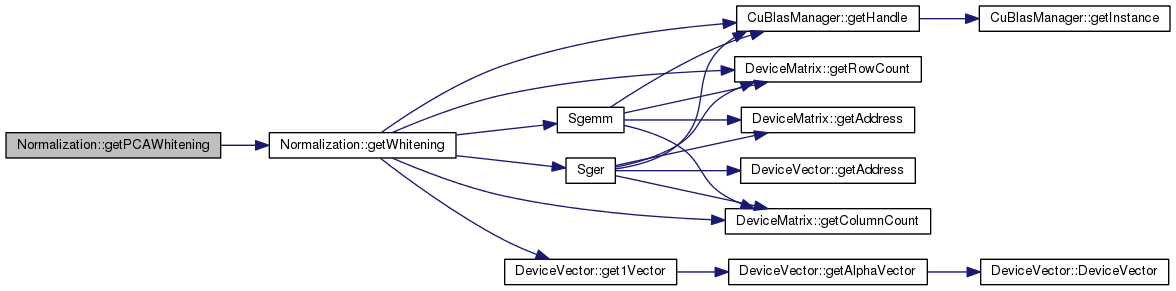 Normalization::getPCAWhitening
Normalization::getWhitening
Sgemm
Sger
DeviceVector::get1Vector
CuBlasManager::getHandle
DeviceMatrix::getRowCount
DeviceMatrix::getAddress
DeviceVector::getAddress
DeviceMatrix::getColumnCount
DeviceVector::getAlphaVector
CuBlasManager::getInstance
DeviceVector::DeviceVector